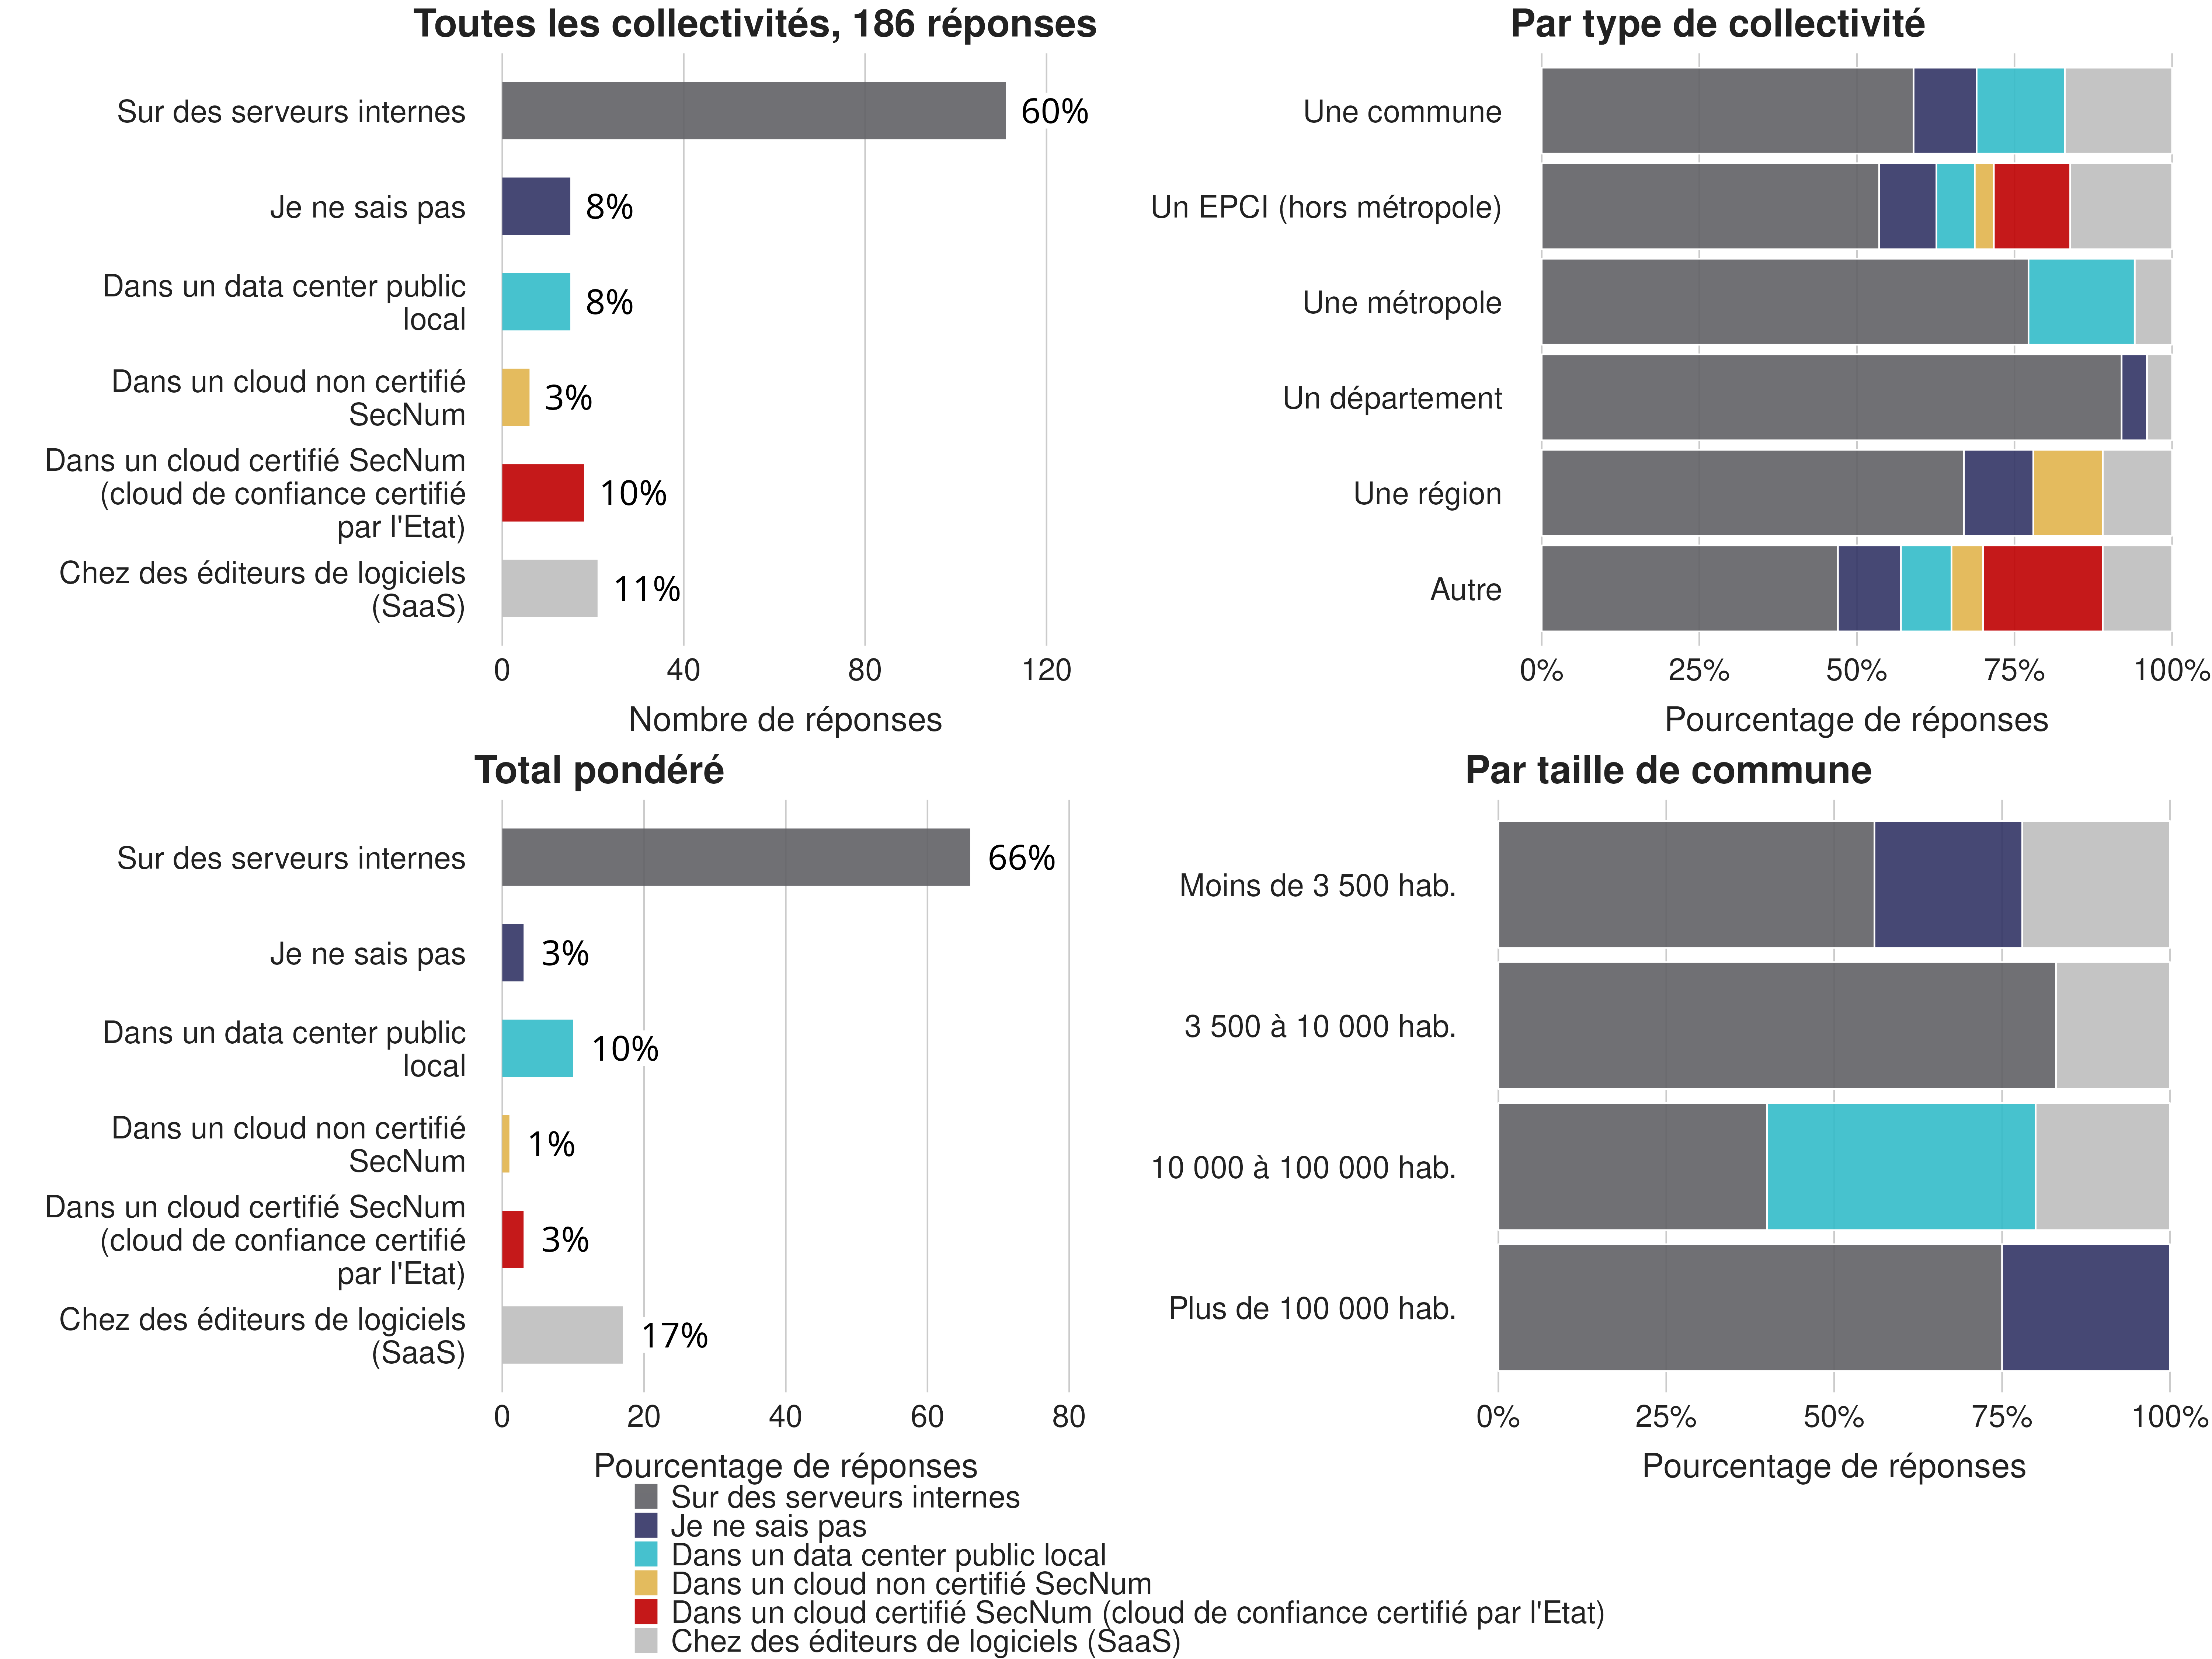 Toutes les collectivités, 186 réponses
Sur des serveurs internes
60%
Je ne sais pas
8%
Dans un data center public
local
8%
Dans un cloud non certifié
SecNum
3%
Dans un cloud certifié SecNum
(cloud de confiance certifié
par l'Etat)
10%
Chez des éditeurs de logiciels
(SaaS)
11%
0 40 80 120
Nombre de réponses
Par type de collectivité
Une commune
Un EPCI (hors métropole)
Une métropole
Un département
Une région
Autre
0% 25% 50% 75% 100%
Pourcentage de réponses
Total pondéré
Sur des serveurs internes
66%
Je ne sais pas
3%
Dans un data center public
local
10%
Dans un cloud non certifié
SecNum
1%
Dans un cloud certifié SecNum
(cloud de confiance certifié
par l'Etat)
3%
Chez des éditeurs de logiciels
(SaaS)
17%
0 20 40 60 80
Pourcentage de réponses
Par taille de commune
Moins de 3 500 hab.
3 500 à 10 000 hab.
10 000 à 100 000 hab.
Plus de 100 000 hab.
0% 25% 50% 75% 100%
Pourcentage de réponses
Sur des serveurs internes
Je ne sais pas
Dans un data center public local
Dans un cloud non certifié SecNum
Dans un cloud certifié SecNum (cloud de confiance certifié par l'Etat)
Chez des éditeurs de logiciels (SaaS)